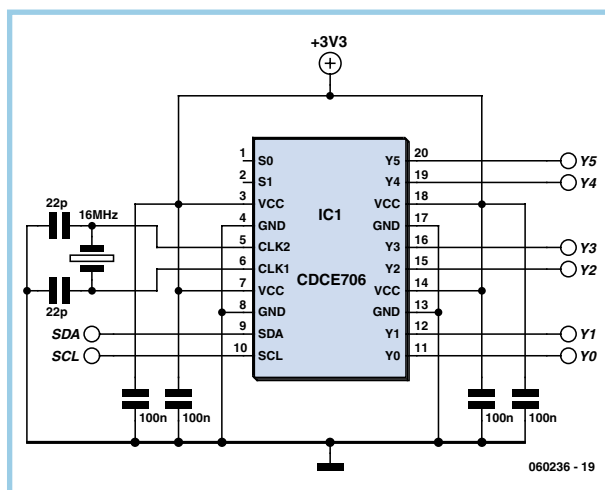 +3V3
1 S0 Y5 20 Y5
2 S1 Y4 19 Y4
22p 16MHz 3 VCC VCC 18
4 GND IC1 GND 17
5 CLK2 Y3 16 Y3
6 CLK1 CDCE706 Y2 15 Y2
22p 7 VCC VCC 14
8 GND GND 13
SDA 9 SDA Y1 12 Y1
SCL 10 SCL Y0 11 Y0
100n 100n 100n 100n
060236 - 19